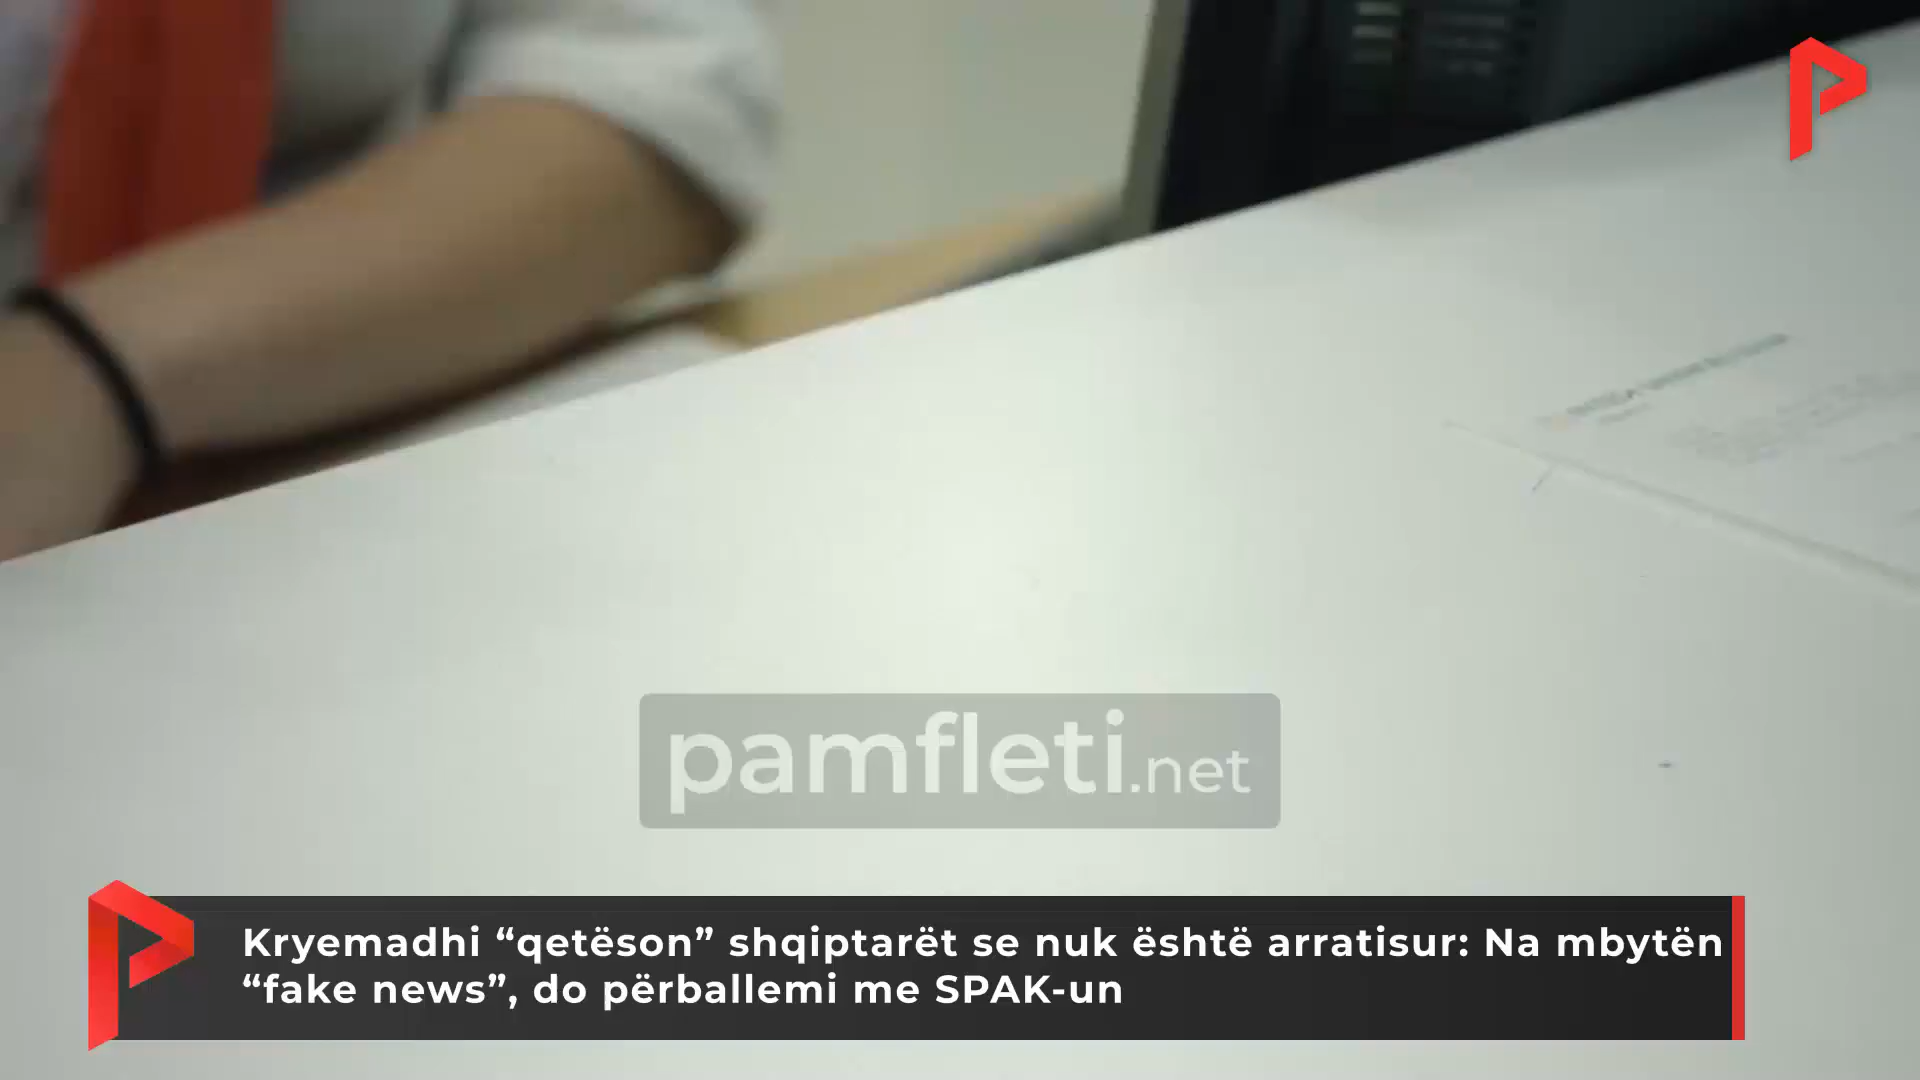 pamfleti.net
Kryemadhi “qetëson” shqiptarët se nuk është arratisur: Na mbytën
“fake news”, do përballemi me SPAK-un